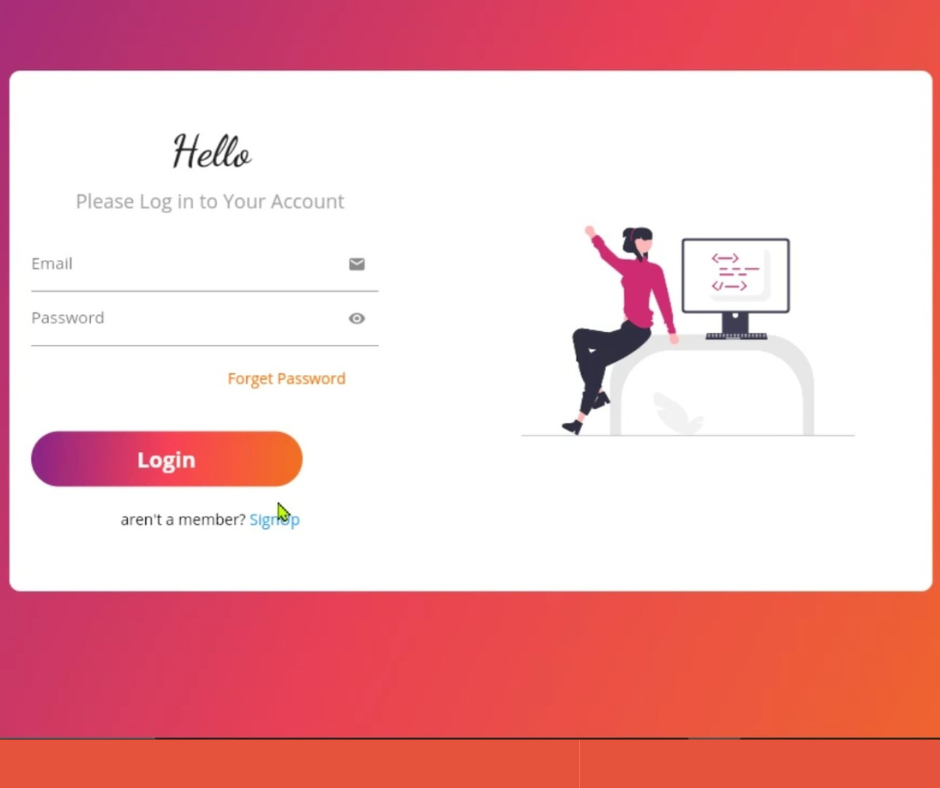 Hello
Please Log in to Your Account
Email
Password
Forget Password
Login
aren't a member? SignUp